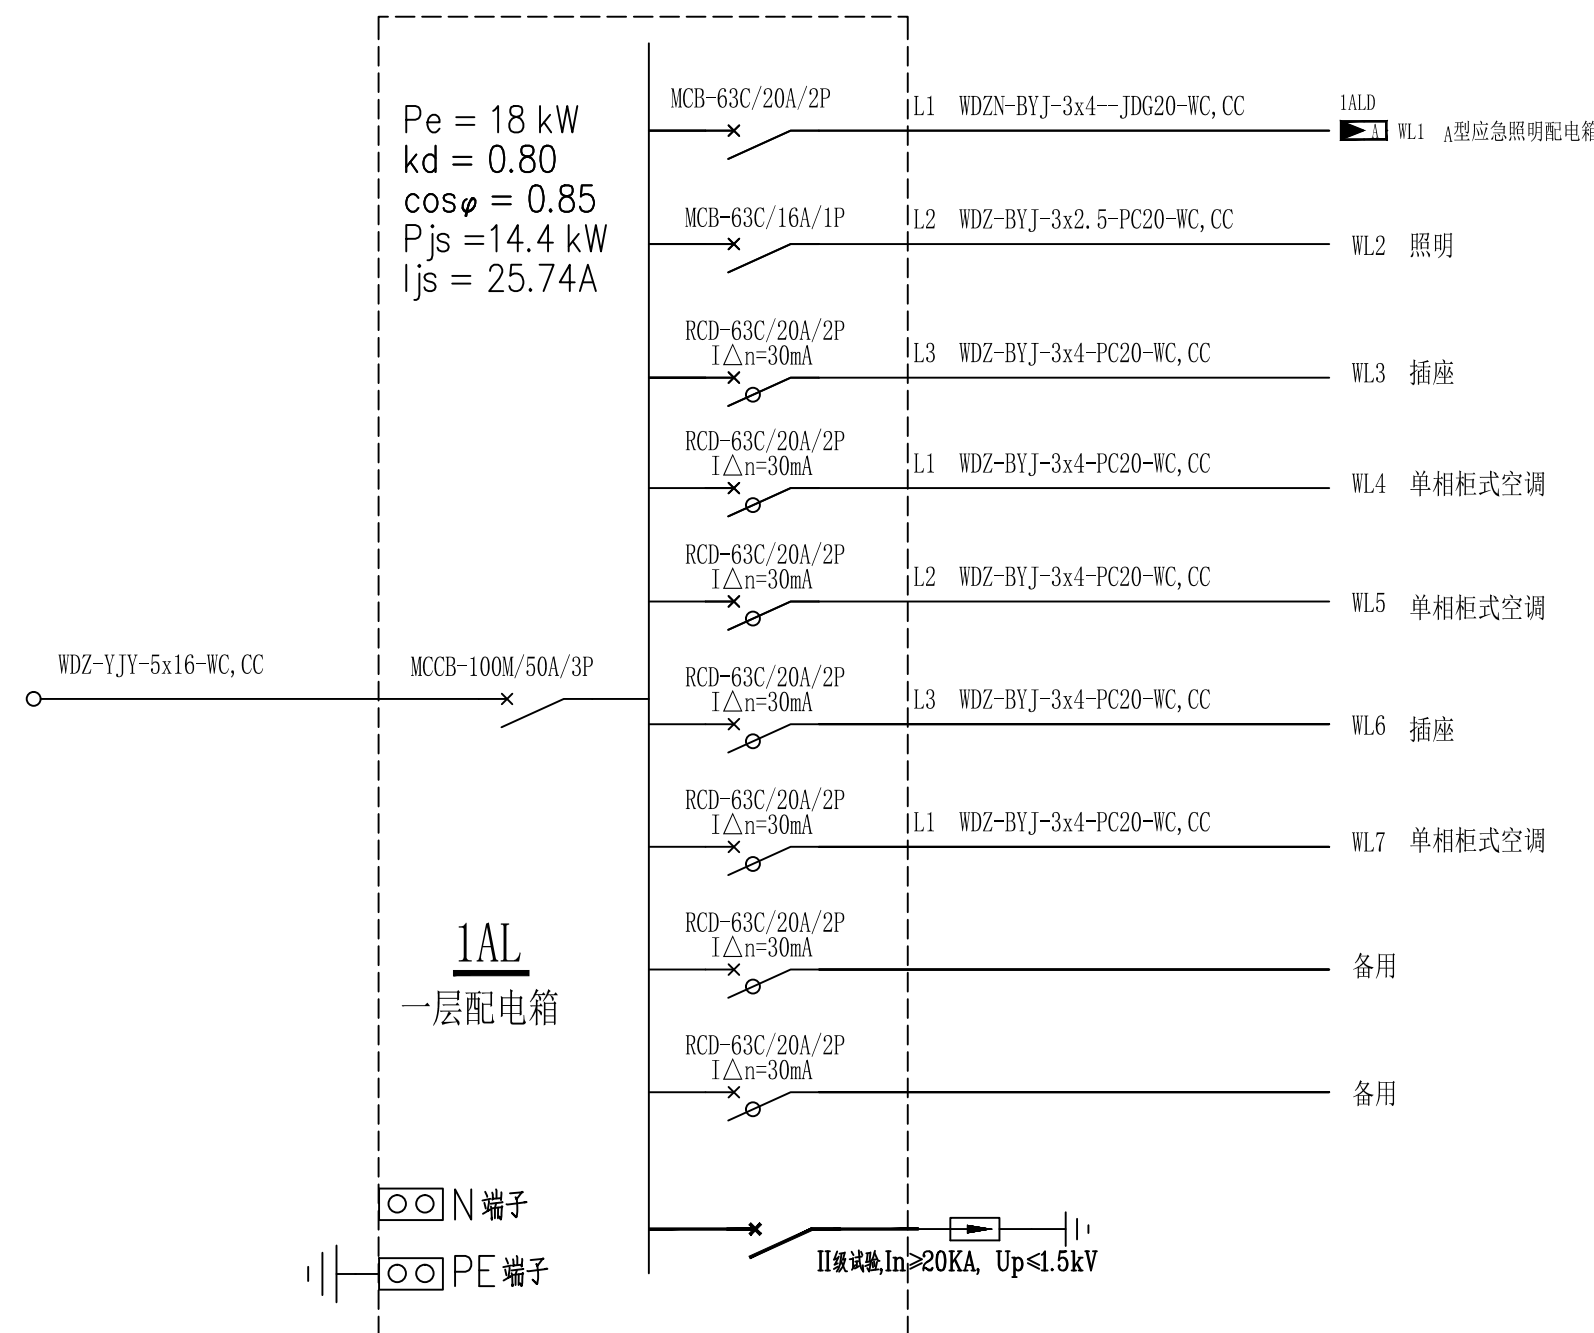 Pe = 18 kW
kd = 0.80
cosφ = 0.85
Pjs =14.4 kW
Ijs = 25.74A
MCB-63C/20A/2P
L1 WDZN-BYJ-3x4--JDG20-WC,CC
1ALD
A WL1 A型应急照明配电箱
MCB-63C/16A/1P
L2 WDZ-BYJ-3x2.5-PC20-WC,CC
WL2 照明
RCD-63C/20A/2P
I△n=30mA
L3 WDZ-BYJ-3x4-PC20-WC,CC
WL3 插座
RCD-63C/20A/2P
I△n=30mA
L1 WDZ-BYJ-3x4-PC20-WC,CC
WL4 单相柜式空调
RCD-63C/20A/2P
I△n=30mA
L2 WDZ-BYJ-3x4-PC20-WC,CC
WL5 单相柜式空调
WDZ-YJY-5x16-WC,CC
MCCB-100M/50A/3P
RCD-63C/20A/2P
I△n=30mA
L3 WDZ-BYJ-3x4-PC20-WC,CC
WL6 插座
RCD-63C/20A/2P
I△n=30mA
L1 WDZ-BYJ-3x4-PC20-WC,CC
WL7 单相柜式空调
1AL
一层配电箱
RCD-63C/20A/2P
I△n=30mA
备用
RCD-63C/20A/2P
I△n=30mA
备用
N 端子
PE 端子
II级试验,In≥20KA, Up≤1.5kV